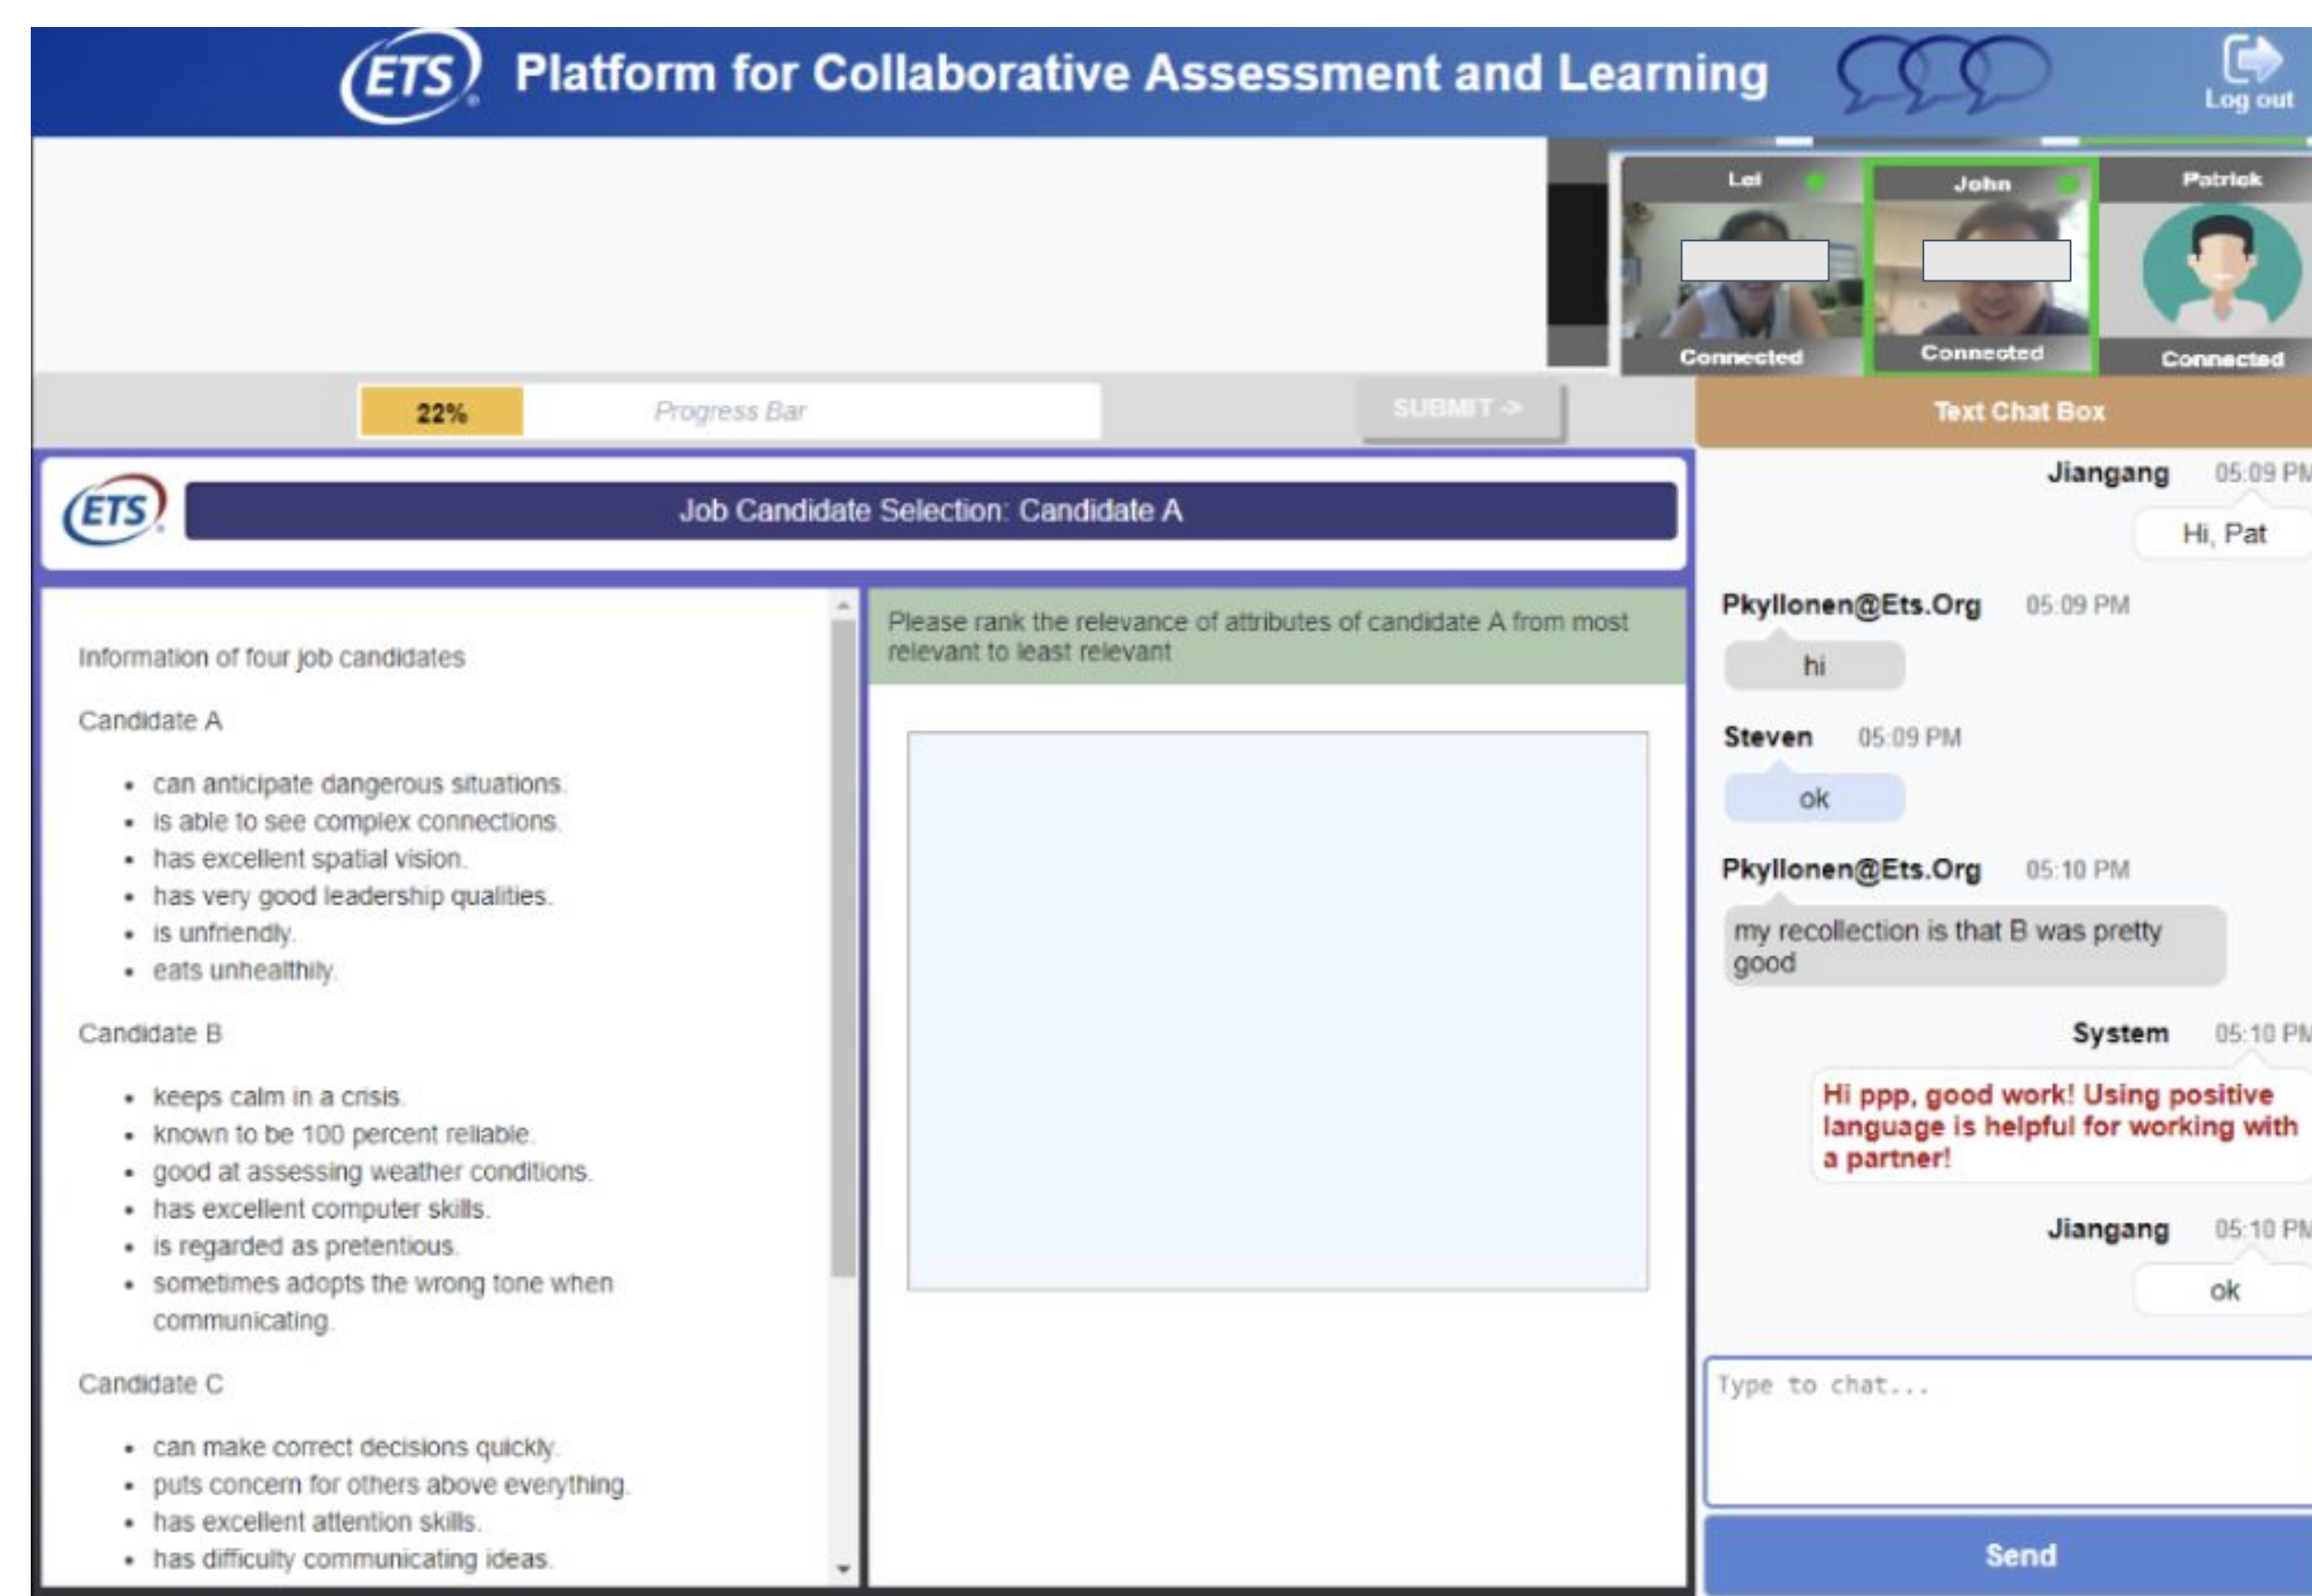 ETS
Platform for Collaborative Assessment and Learning
Log out
Lei
John
Patrick
Connected
Connected
Connected
22%
Progress Bar
SUBMIT ->
Text Chat Box
ETS
Job Candidate Selection: Candidate A
Information of four job candidates
Candidate A
• can anticipate dangerous situations.
• is able to see complex connections.
• has excellent spatial vision.
• has very good leadership qualities.
• is unfriendly.
• eats unhealthily.
Candidate B
• keeps calm in a crisis.
• known to be 100 percent reliable.
• good at assessing weather conditions.
• has excellent computer skills.
• is regarded as pretentious.
• sometimes adopts the wrong tone when
communicating.
Candidate C
• can make correct decisions quickly.
• puts concern for others above everything.
• has excellent attention skills.
• has difficulty communicating ideas.
Please rank the relevance of attributes of candidate A from most
relevant to least relevant
Jiangang 05:09 PM
Hi, Pat
Pkyllonen@Ets.Org 05:09 PM
hi
Steven 05:09 PM
ok
Pkyllonen@Ets.Org 05:10 PM
my recollection is that B was pretty
good
System 05:10 PM
Hi ppp, good work! Using positive
language is helpful for working with
a partner!
Jiangang 05:10 PM
ok
Type to chat...
Send